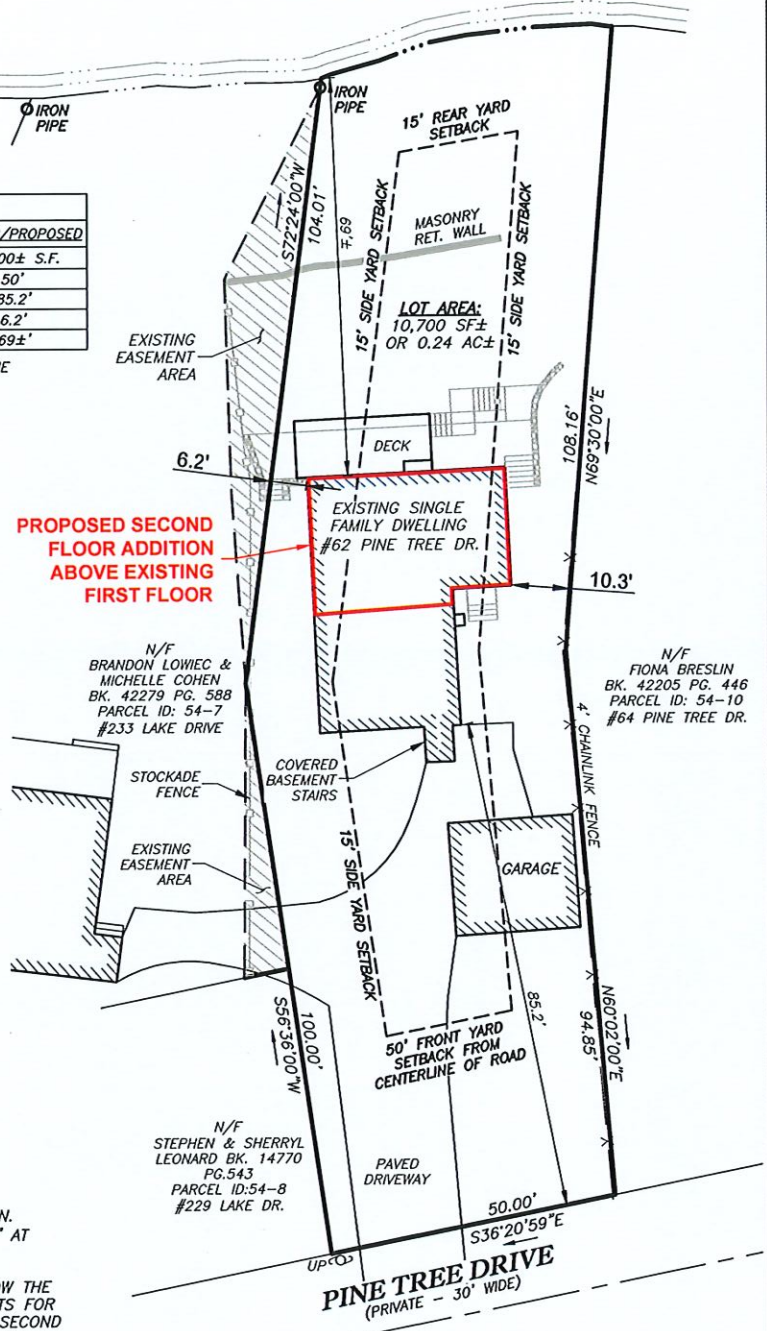 IRON
PIPE
IRON
PIPE
15' REAR YARD
SETBACK
S72°24'00"W
104.01'
15' SIDE YARD SETBACK
MASONRY
RET. WALL
15' SIDE YARD SETBACK
/PROPOSED
00± S.F.
50'
35.2'
6.2'
69±'
LOT AREA:
10,700 SF±
OR 0.24 AC±
EXISTING
EASEMENT
AREA
108.16'
N69°30'00"E
DECK
6.2'
EXISTING SINGLE
FAMILY DWELLING
#62 PINE TREE DR.
PROPOSED SECOND
FLOOR ADDITION
ABOVE EXISTING
FIRST FLOOR
10.3'
N/F
BRANDON LOWIEC &
MICHELLE COHEN
BK. 42279 PG. 588
PARCEL ID: 54-7
#233 LAKE DRIVE
N/F
FIONA BRESLIN
BK. 42205 PG. 446
PARCEL ID: 54-10
#64 PINE TREE DR.
4' CHAINLINK FENCE
STOCKADE
FENCE
COVERED
BASEMENT
STAIRS
EXISTING
EASEMENT
AREA
15' SIDE YARD SETBACK
GARAGE
85.2'
S56°36'00"W
100.00'
50' FRONT YARD
SETBACK FROM
CENTERLINE OF ROAD
N60°02'00"E
94.85'
N/F
STEPHEN & SHERRYL
LEONARD BK. 14770
PG.543
PARCEL ID:54-8
#229 LAKE DR.
PAVED
DRIVEWAY
N.
' AT
OW THE
TS FOR
SECOND
50.00'
S36°20'59"E
UP
PINE TREE DRIVE
(PRIVATE - 30' WIDE)